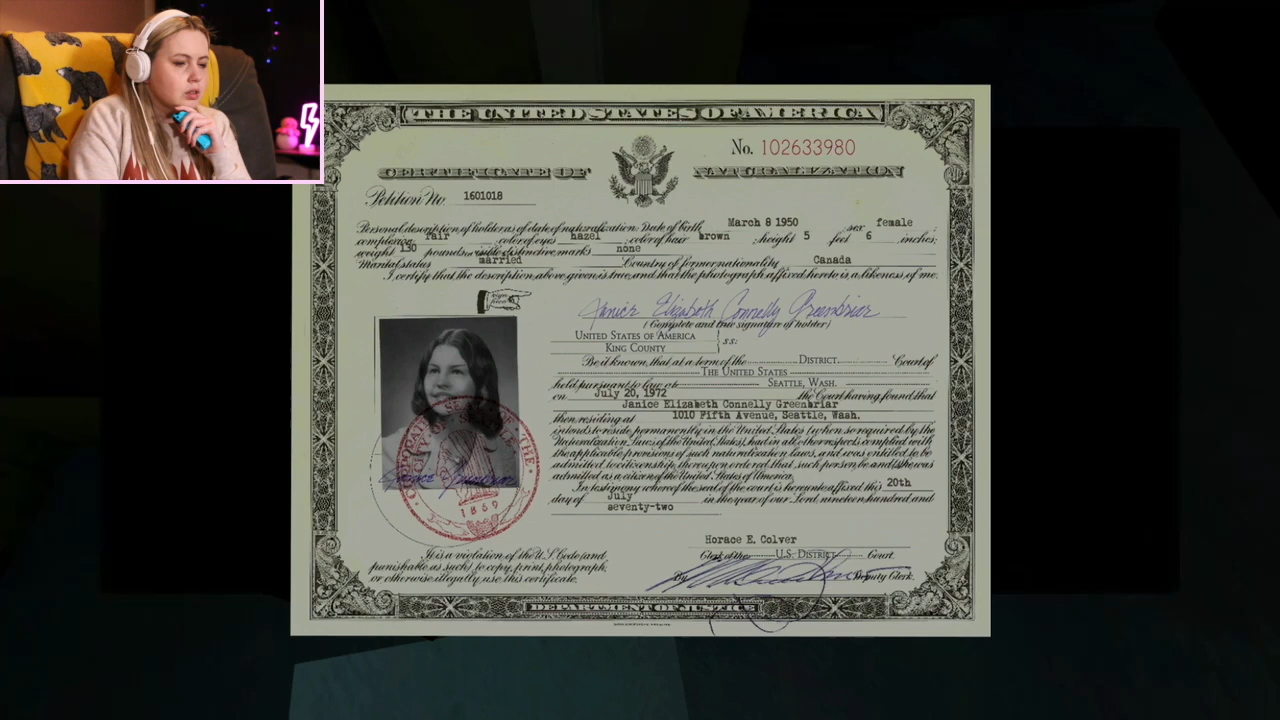 THE UNITED STATES OF AMERICA
No. 102633980
CERTIFICATE OF NATURALIZATION
Petition No. 1601018
Personal description of holder as of date of naturalization: Date of birth March 8 1950 sex female
complexion fair color of eyes hazel color of hair brown height 5 feet 6 inches;
weight 130 pounds; visible distinctive marks none
Marital status married Country of former nationality Canada
I certify that the description above given is true, and that the photograph affixed hereto is a likeness of me.
Janice Elizabeth Connelly Greenbriar
(Complete and true signature of holder)
UNITED STATES OF AMERICA
KING COUNTY
ss:
Be it known, that at a term of the DISTRICT Court of
THE UNITED STATES
held pursuant to law at SEATTLE, WASH.
on July 20, 1972 the Court having found that
Janice Elizabeth Connelly Greenbriar
then residing at 1010 Fifth Avenue, Seattle, Wash.
intends to reside permanently in the United States (when so required by the
Naturalization Laws of the United States), had in all other respects complied with
the applicable provisions of such naturalization laws, and was entitled to be
admitted to citizenship, thereupon ordered that such person be and (s)he was
admitted as a citizen of the United States of America.
In testimony whereof the seal of the court is hereunto affixed this 20th
day of July in the year of our Lord nineteen hundred and
seventy-two
1869
It is a violation of the U.S. Code (and
punishable as such) to copy, print, photograph,
or otherwise illegally use this certificate.
Horace E. Colver
Clerk of the U.S. DISTRICT Court.
By Deputy Clerk.
DEPARTMENT OF JUSTICE